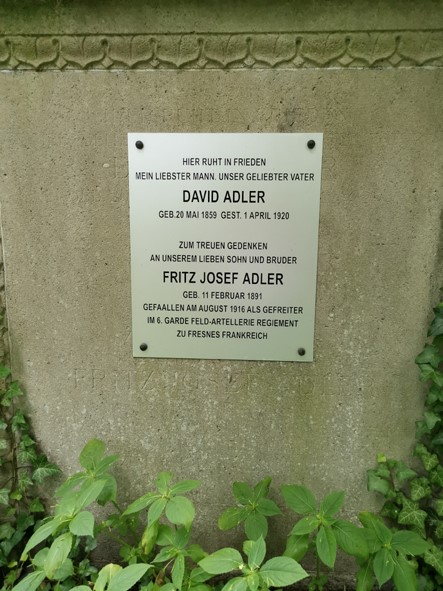 HIER RUHT IN FRIEDEN
MEIN LIEBSTER MANN. UNSER GELIEBTER VATER
DAVID ADLER
GEB.20 MAI 1859 GEST. 1 APRIL 1920
ZUM TREUEN GEDENKEN
AN UNSEREM LIEBEN SOHN UND BRUDER
FRITZ JOSEF ADLER
GEB. 11 FEBRUAR 1891
GEFAALLEN AM AUGUST 1916 ALS GEFREITER
IM 6. GARDE FELD-ARTELLERIE REGIEMENT
ZU FRESNES FRANKREICH